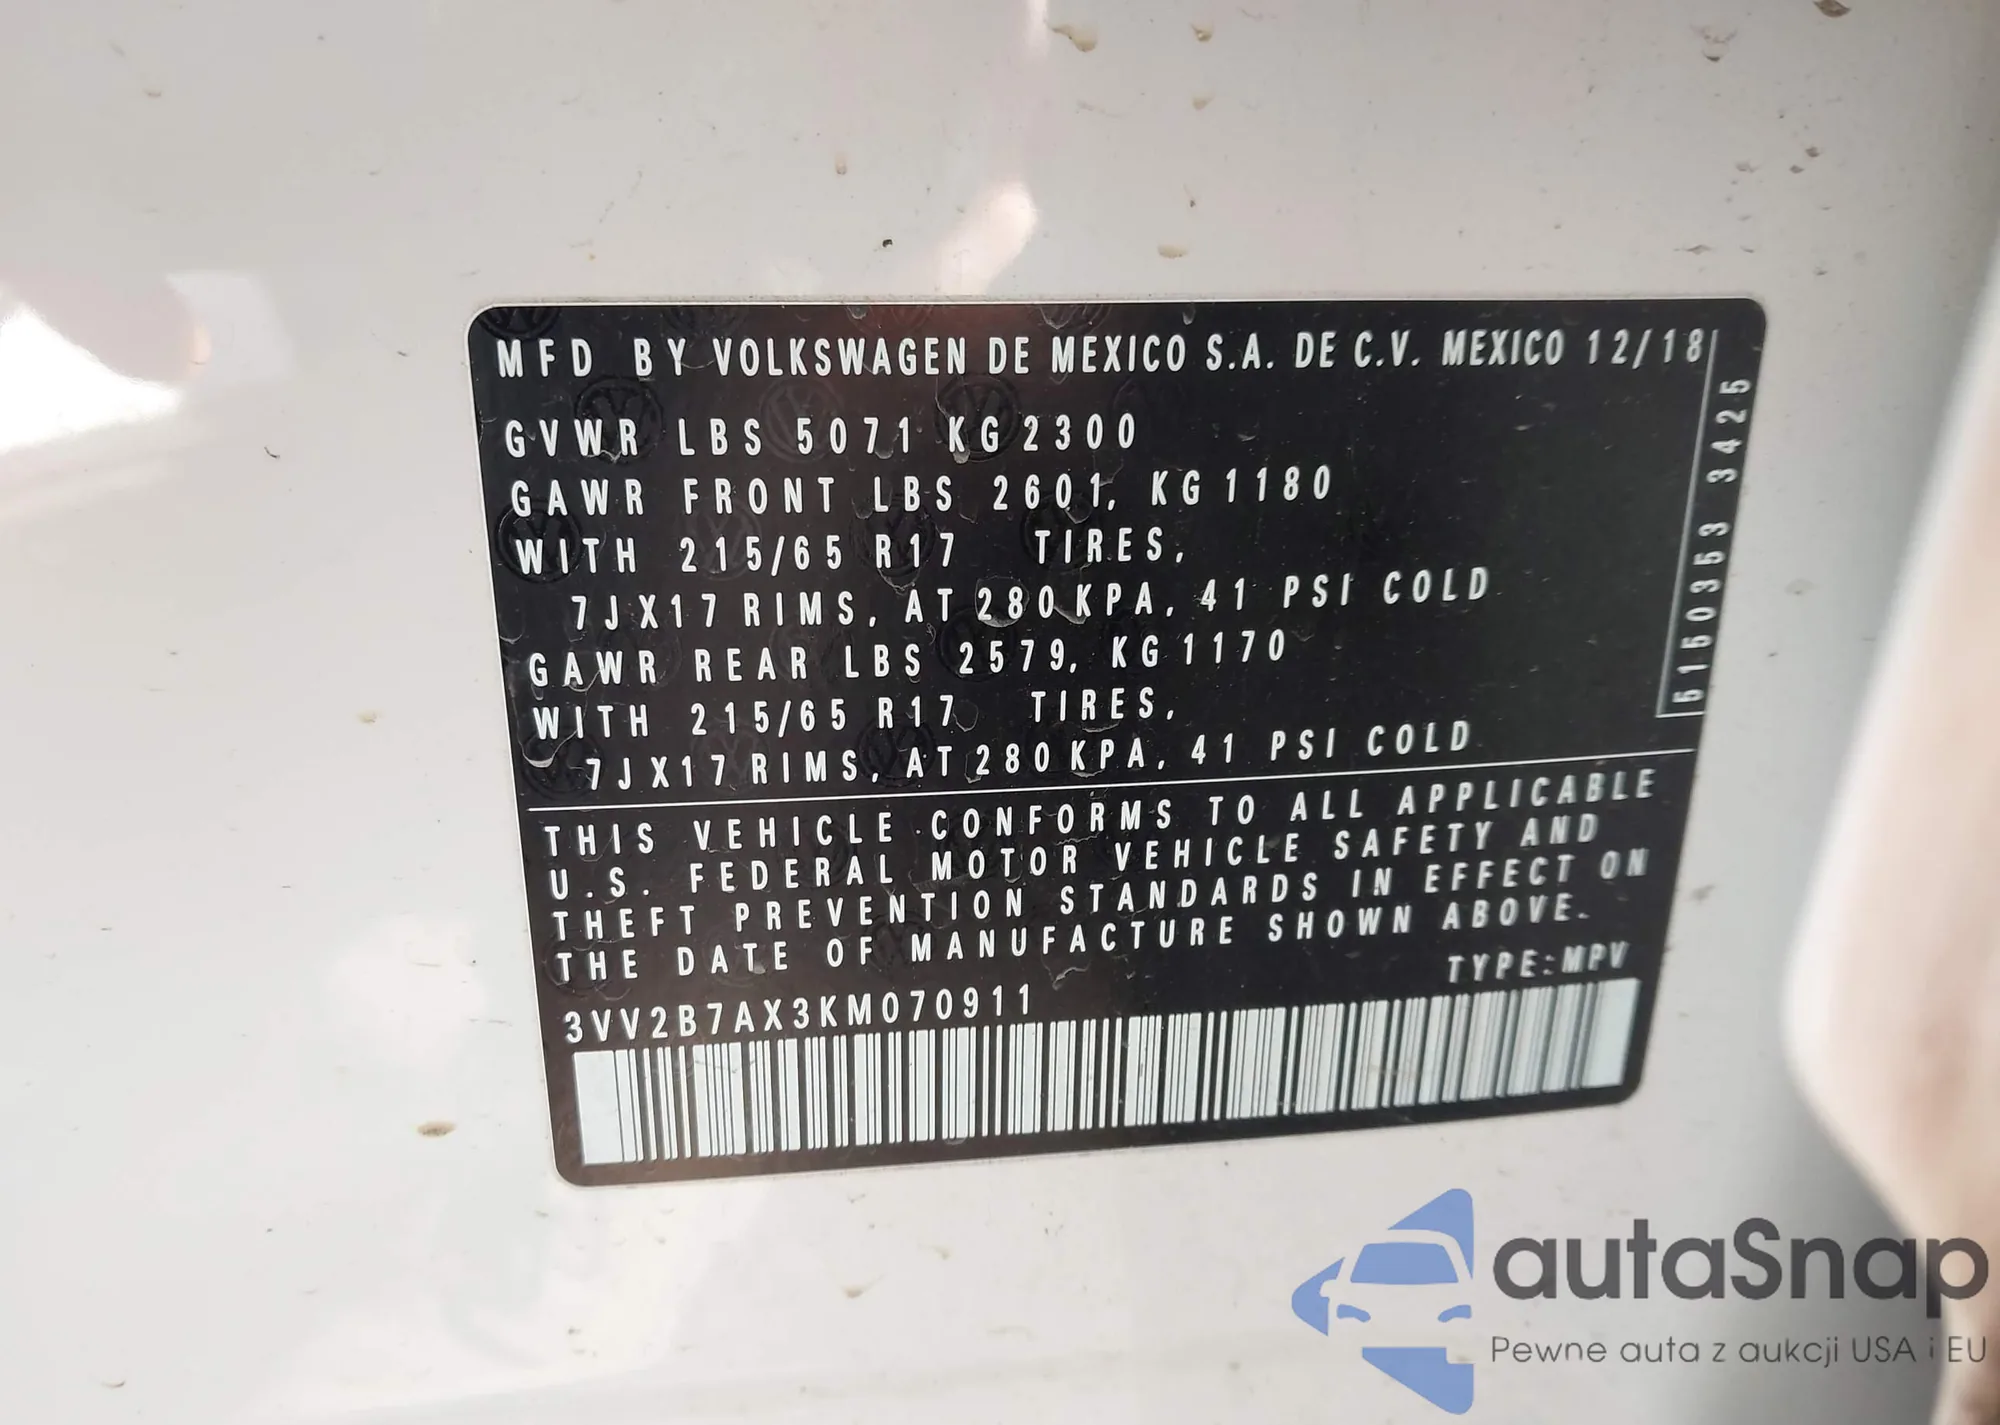 MFD BY VOLKSWAGEN DE MEXICO S.A. DE C.V. MEXICO 12/18
GVWR LBS 5071 KG 2300
GAWR FRONT LBS 2601, KG 1180
WITH 215/65 R17 TIRES,
7JX17 RIMS, AT 280 KPA, 41 PSI COLD
GAWR REAR LBS 2579, KG 1170
WITH 215/65 R17 TIRES,
7JX17 RIMS, AT 280 KPA, 41 PSI COLD
5150353 3425
THIS VEHICLE CONFORMS TO ALL APPLICABLE
U.S. FEDERAL MOTOR VEHICLE SAFETY AND
THEFT PREVENTION STANDARDS IN EFFECT ON
THE DATE OF MANUFACTURE SHOWN ABOVE.
TYPE:MPV
3VV2B7AX3KM070911
autaSnap
Pewne auta z aukcji USA i EU